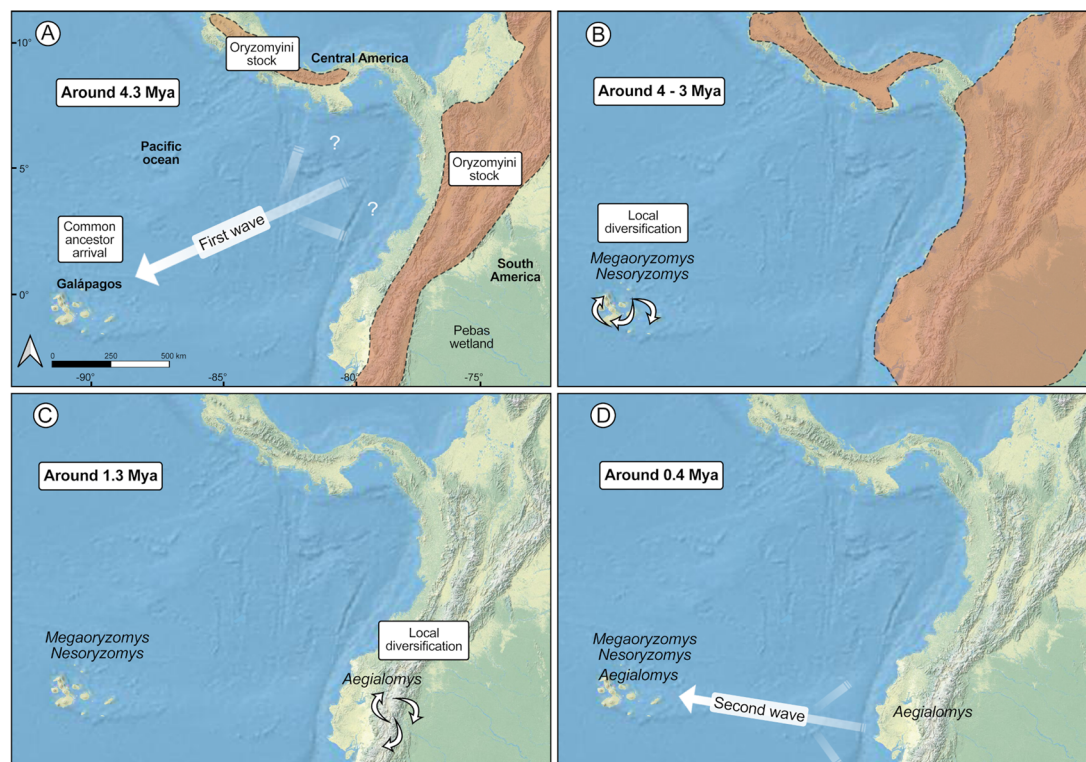 A
10°
Oryzomyini
stock
Central America
Around 4.3 Mya
?
Pacific
ocean
5°
Oryzomyini
stock
?
First wave
Common
ancestor
arrival
South
America
Galápagos
0°
Pebas
wetland
0 250 500 km
-90° -85° -80° -75°
B
Around 4 - 3 Mya
Local
diversification
Megaoryzomys
Nesoryzomys
C
Around 1.3 Mya
Local
diversification
Megaoryzomys
Nesoryzomys
Aegialomys
D
Around 0.4 Mya
Megaoryzomys
Nesoryzomys
Aegialomys
Second wave
Aegialomys